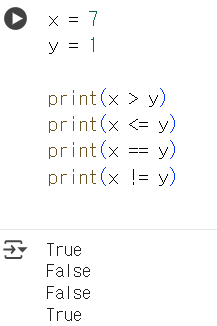 x = 7
y = 1
print(x > y)
print(x <= y)
print(x == y)
print(x != y)
True
False
False
True